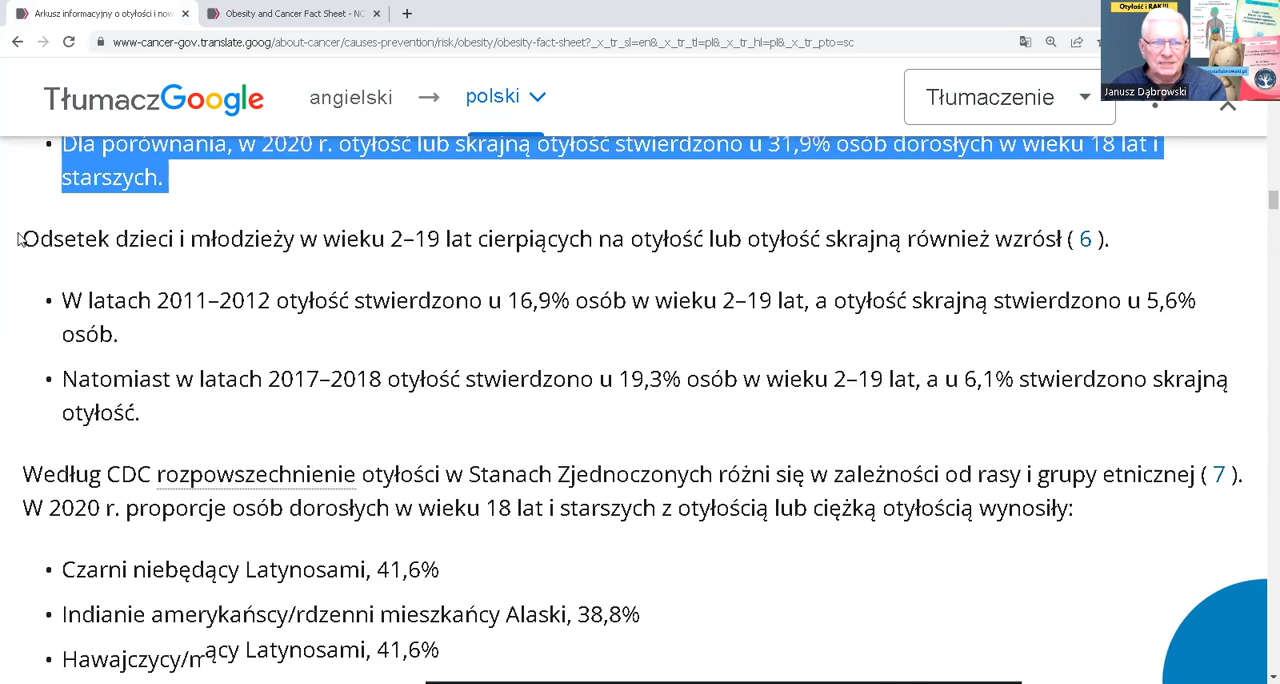 Arkusz informacyjny o otyłości i now
Obesity and Cancer Fact Sheet - NC
www-cancer-gov.translate.goog/about-cancer/causes-prevention/risk/obesity/obesity-fact-sheet?_x_tr_sl=en&_x_tr_tl=pl&_x_tr_hl=pl&_x_tr_pto=sc
Otyłość i RAK!!!
Janusz Dąbrowski
TłumaczGoogle
angielski → polski
Tłumaczenie
• Dla porównania, w 2020 r. otyłość lub skrajną otyłość stwierdzono u 31,9% osób dorosłych w wieku 18 lat i
starszych.
Odsetek dzieci i młodzieży w wieku 2–19 lat cierpiących na otyłość lub otyłość skrajną również wzrósł ( 6 ).
• W latach 2011–2012 otyłość stwierdzono u 16,9% osób w wieku 2–19 lat, a otyłość skrajną stwierdzono u 5,6%
osób.
• Natomiast w latach 2017–2018 otyłość stwierdzono u 19,3% osób w wieku 2–19 lat, a u 6,1% stwierdzono skrajną
otyłość.
Według CDC rozpowszechnienie otyłości w Stanach Zjednoczonych różni się w zależności od rasy i grupy etnicznej ( 7 ).
W 2020 r. proporcje osób dorosłych w wieku 18 lat i starszych z otyłością lub ciężką otyłością wynosiły:
• Czarni niebędący Latynosami, 41,6%
• Indianie amerykańscy/rdzenni mieszkańcy Alaski, 38,8%
• Hawajczycy/
ący Latynosami, 41,6%